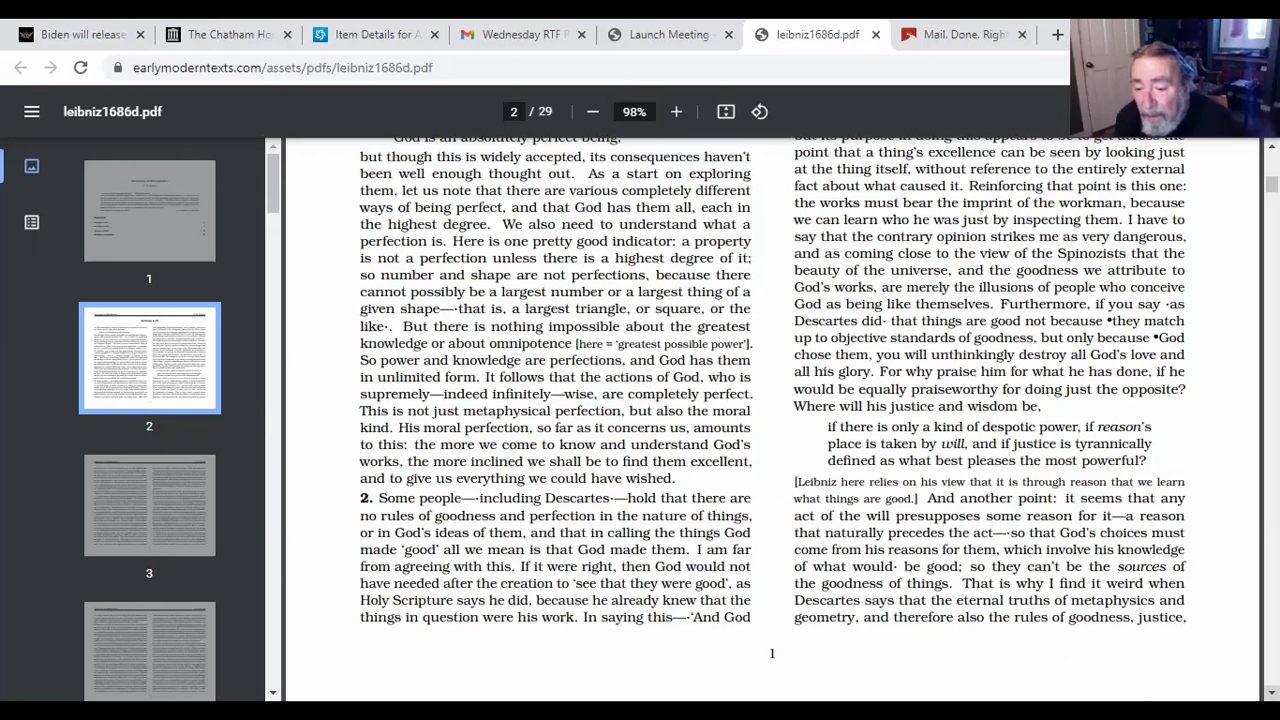 Biden will release
The Chatham Ho
Item Details for A
Wednesday RTF R
Launch Meeting -
leibniz1686d.pdf
Mail. Done. Righ
earlymoderntexts.com/assets/pdfs/leibniz1686d.pdf
leibniz1686d.pdf
2 / 29
98%
1
2
3
but though this is widely accepted, its consequences haven't
been well enough thought out. As a start on exploring
them, let us note that there are various completely different
ways of being perfect, and that God has them all, each in
the highest degree. We also need to understand what a
perfection is. Here is one pretty good indicator: a property
is not a perfection unless there is a highest degree of it;
so number and shape are not perfections, because there
cannot possibly be a largest number or a largest thing of a
given shape—·that is, a largest triangle, or square, or the
like·. But there is nothing impossible about the greatest
knowledge or about omnipotence [here = 'greatest possible power'].
So power and knowledge are perfections, and God has them
in unlimited form. It follows that the actions of God, who is
supremely—indeed infinitely—wise, are completely perfect.
This is not just metaphysical perfection, but also the moral
kind. His moral perfection, so far as it concerns us, amounts
to this: the more we come to know and understand God's
works, the more inclined we shall be to find them excellent,
and to give us everything we could have wished.
2. Some people—·including Descartes·—hold that there are
no rules of goodness and perfection in the nature of things,
or in God's ideas of them, and that in calling the things God
made 'good' all we mean is that God made them. I am far
from agreeing with this. If it were right, then God would not
have needed after the creation to 'see that they were good', as
Holy Scripture says he did, because he already knew that the
things in question were his work. In saying this—·'And God
but its purpose in doing this appears to be to get across the
point that a thing's excellence can be seen by looking just
at the thing itself, without reference to the entirely external
fact about what caused it. Reinforcing that point is this one:
the works must bear the imprint of the workman, because
we can learn who he was just by inspecting them. I have to
say that the contrary opinion strikes me as very dangerous,
and as coming close to the view of the Spinozists that the
beauty of the universe, and the goodness we attribute to
God's works, are merely the illusions of people who conceive
God as being like themselves. Furthermore, if you say ·as
Descartes did· that things are good not because •they match
up to objective standards of goodness, but only because •God
chose them, you will unthinkingly destroy all God's love and
all his glory. For why praise him for what he has done, if he
would be equally praiseworthy for doing just the opposite?
Where will his justice and wisdom be,
if there is only a kind of despotic power, if reason's
place is taken by will, and if justice is tyrannically
defined as what best pleases the most powerful?
[Leibniz here relies on his view that it is through reason that we learn
what things are good.] And another point: it seems that any
act of the will presupposes some reason for it—a reason
that naturally precedes the act—·so that God's choices must
come from his reasons for them, which involve his knowledge
of what would· be good; so they can't be the sources of
the goodness of things. That is why I find it weird when
Descartes says that the eternal truths of metaphysics and
geometry, and therefore also the rules of goodness, justice,
1